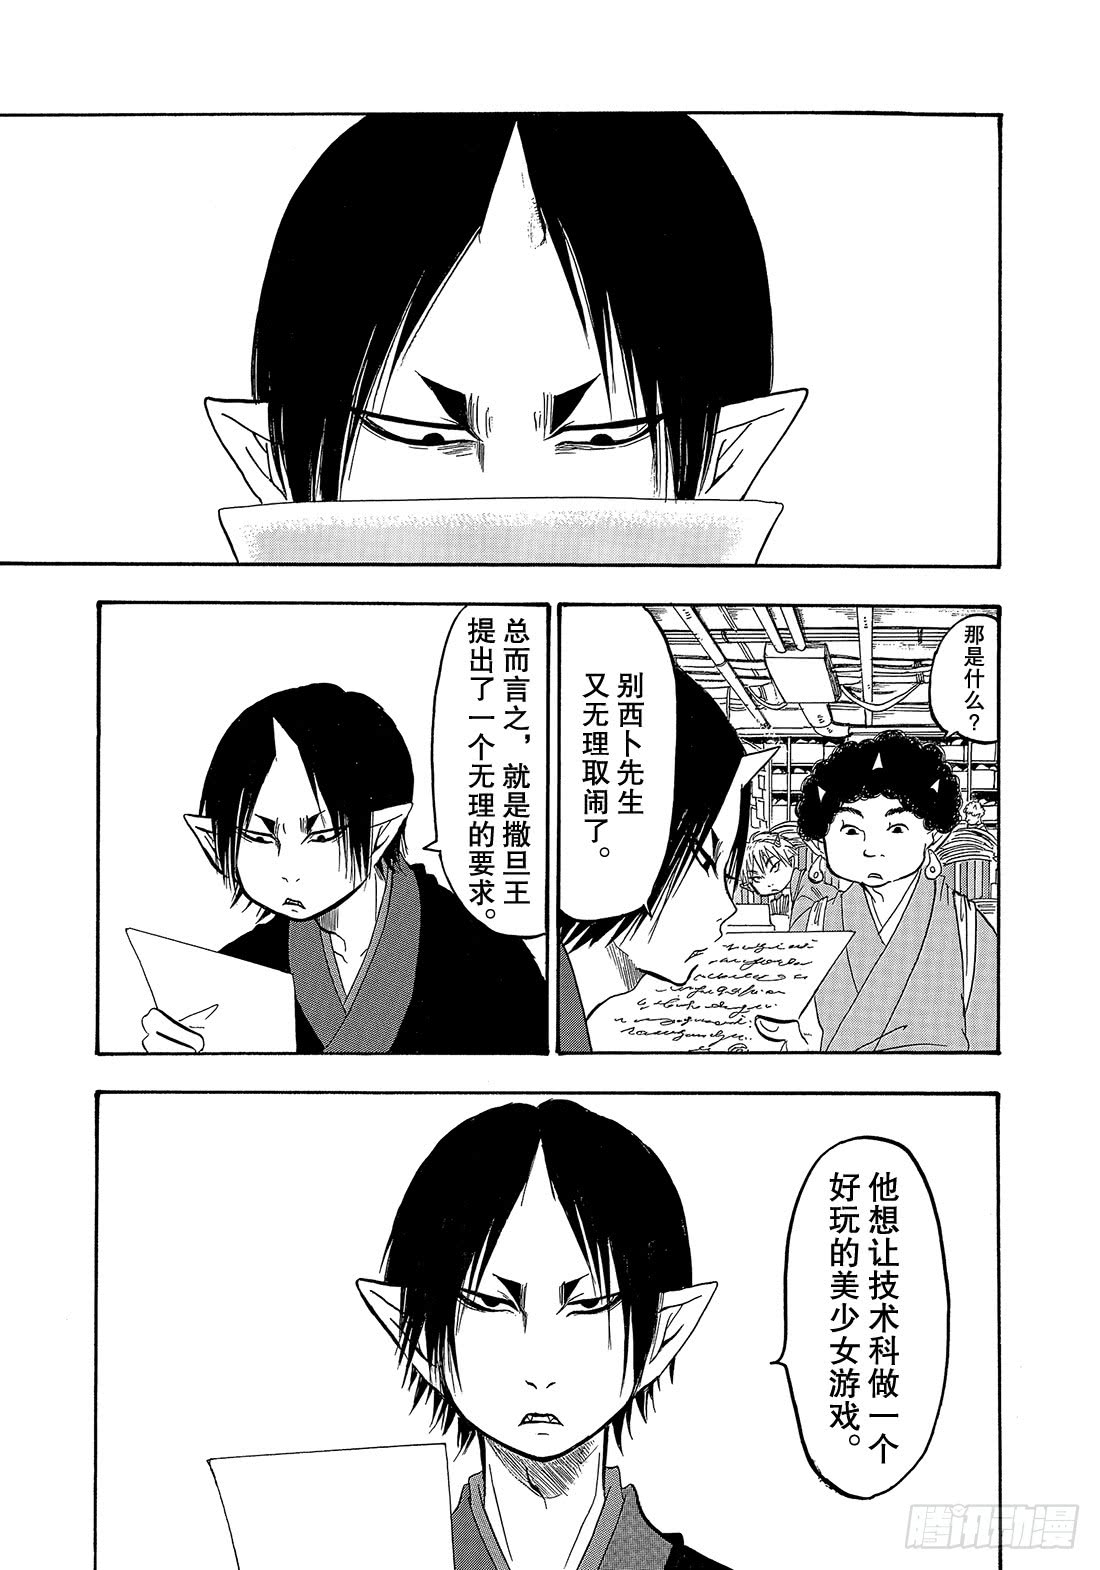 那是什么？
别西卜先生
又无理取闹了。
总而言之，就是撒旦王
提出了一个无理的要求。
他想让技术科做一个
好玩的美少女游戏。
腾讯动漫